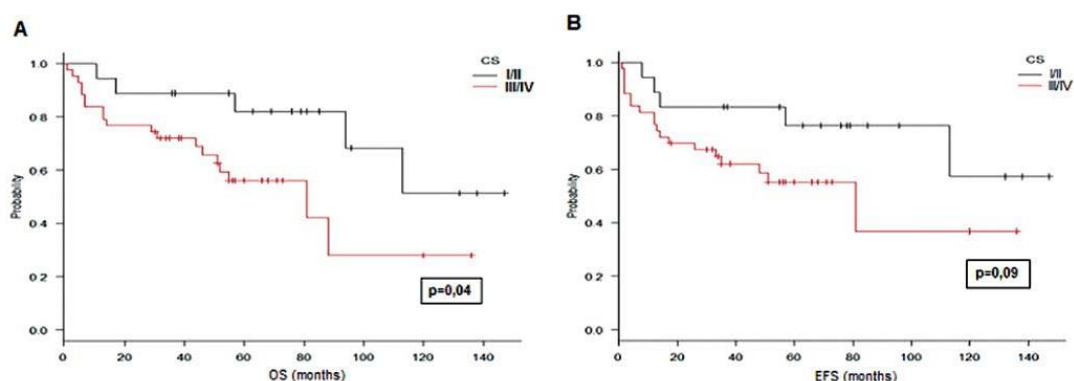 A
CS
I/II
III/IV
1.0
0.8
0.6
0.4
0.2
0.0
Probability
p=0,04
0 20 40 60 80 100 120 140
OS (months)
B
CS
I/II
III/IV
1.0
0.8
0.6
0.4
0.2
0.0
Probability
p=0,09
0 20 40 60 80 100 120 140
EFS (months)